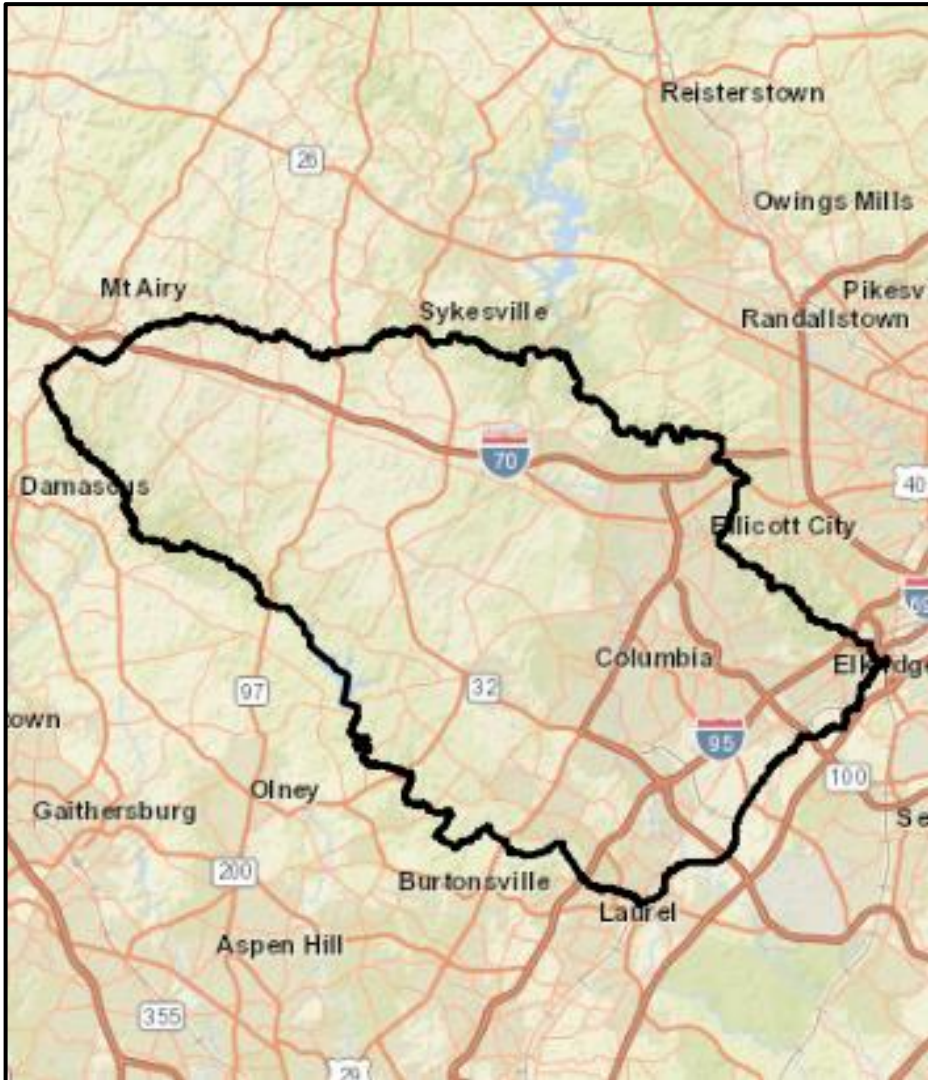 Reisterstown
26
Owings Mills
Mt Airy
Pikesv
Sykesville
Randallstown
70
Damascus
40
Ellicott City
69
Columbia
Elkridge
32
97
town
95
100
Olney
Gaithersburg
Se
200
Burtonsville
Laurel
Aspen Hill
355
29